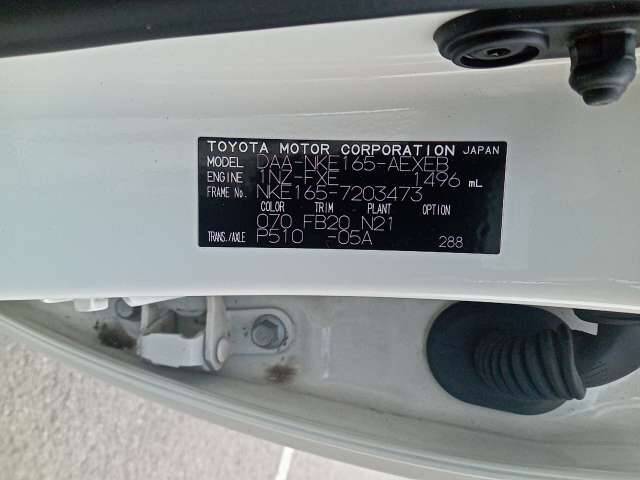 TOYOTA MOTOR CORPORATION JAPAN
MODEL DAA-NKE165-AEXEB
ENGINE 1NZ-FXE 1496 mL
FRAME No. NKE165-7203473
COLOR TRIM PLANT OPTION
070 FB20 N21
TRANS./AXLE P510 -05A 288